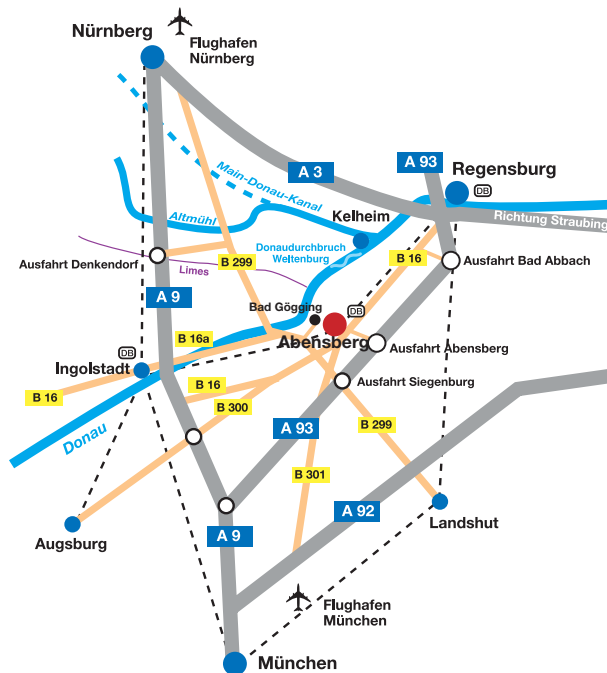 Nürnberg
Flughafen
Nürnberg
A 93
Regensburg
DB
A 3
Main-Donau-Kanal
Altmühl
Kelheim
Richtung Straubing
Donaudurchbruch
Weltenburg
B 299
B 16
Ausfahrt Denkendorf
Limes
Ausfahrt Bad Abbach
A 9
Bad Gögging
DB
B 16a
Abensberg
Ausfahrt Abensberg
DB
Ingolstadt
B 16
B 16
Ausfahrt Siegenburg
B 300
Donau
A 93
B 299
B 301
A 92
Landshut
Augsburg
A 9
Flughafen
München
München